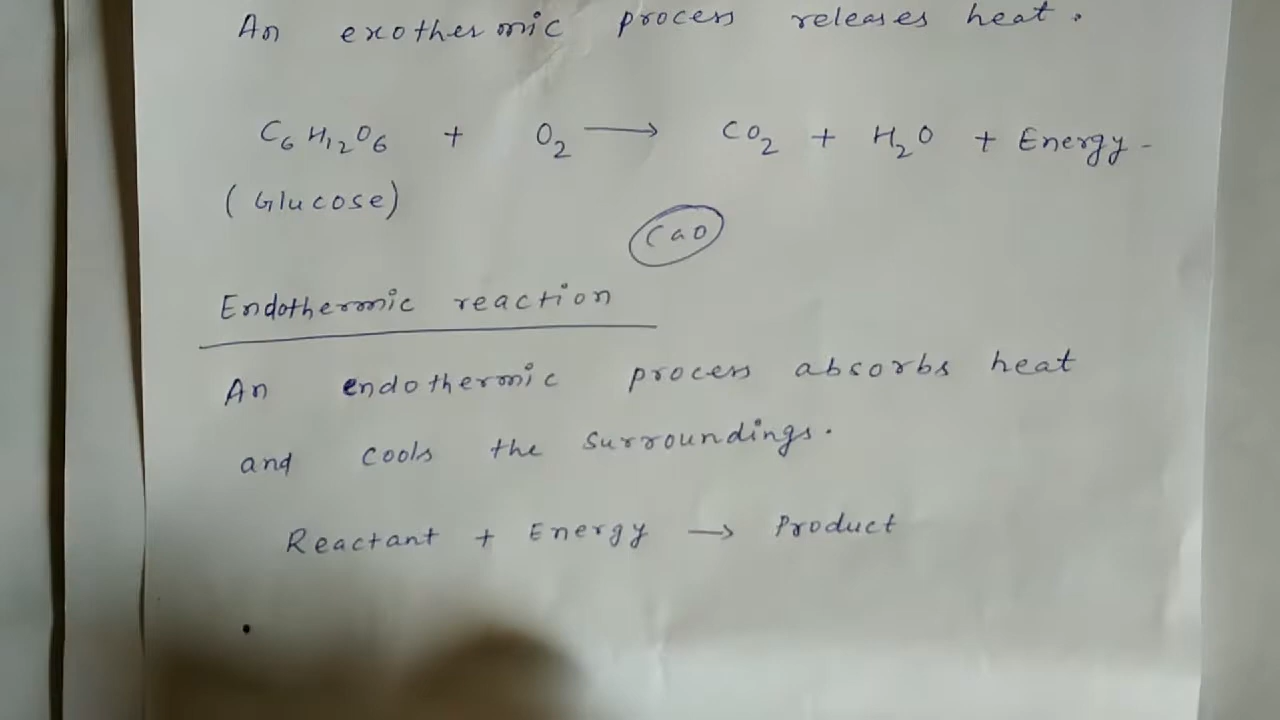 An exothermic process releases heat.
C₆H₁₂O₆ + O₂ → CO₂ + H₂O + Energy -
(Glucose)
CaO
Endothermic reaction
An endothermic process absorbs heat
and cools the surroundings.
Reactant + Energy → Product